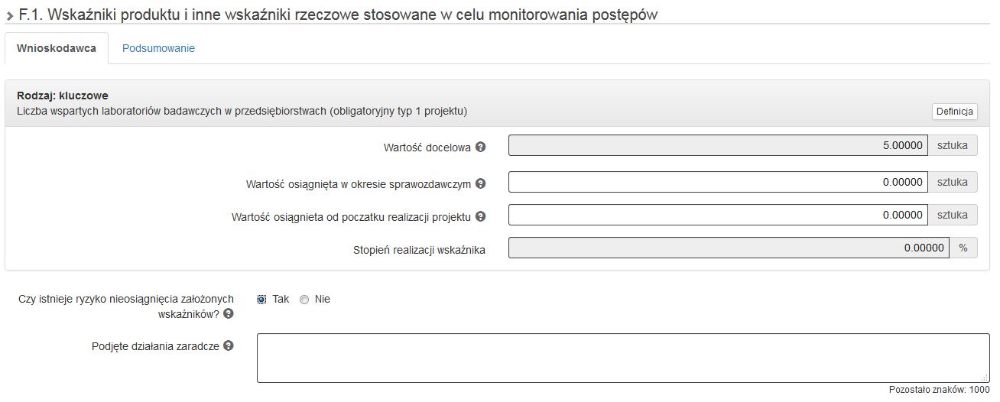 F.1. Wskaźniki produktu i inne wskaźniki rzeczowe stosowane w celu monitorowania postępów
Wnioskodawca
Podsumowanie
Rodzaj: kluczowe
Liczba wspartych laboratoriów badawczych w przedsiębiorstwach (obligatoryjny typ 1 projektu)
Definicja
Wartość docelowa ? 5.00000 sztuka
Wartość osiągnięta w okresie sprawozdawczym ? 0.00000 sztuka
Wartość osiągnieta od poczatku realizacji projektu ? 0.00000 sztuka
Stopień realizacji wskaźnika 0.00000 %
Czy istnieje ryzyko nieosiągnięcia założonych
wskaźników? ?
Tak Nie
Podjęte działania zaradcze ?
Pozostało znaków: 1000